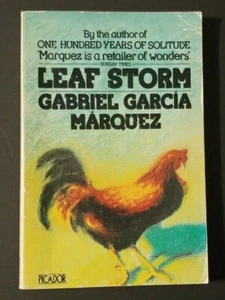 By the author of
ONE HUNDRED YEARS OF SOLITUDE
'Marquez is a retailer of wonders'
SUNDAY TIMES
LEAF STORM
GABRIEL GARCÍA
MÁRQUEZ
PICADOR